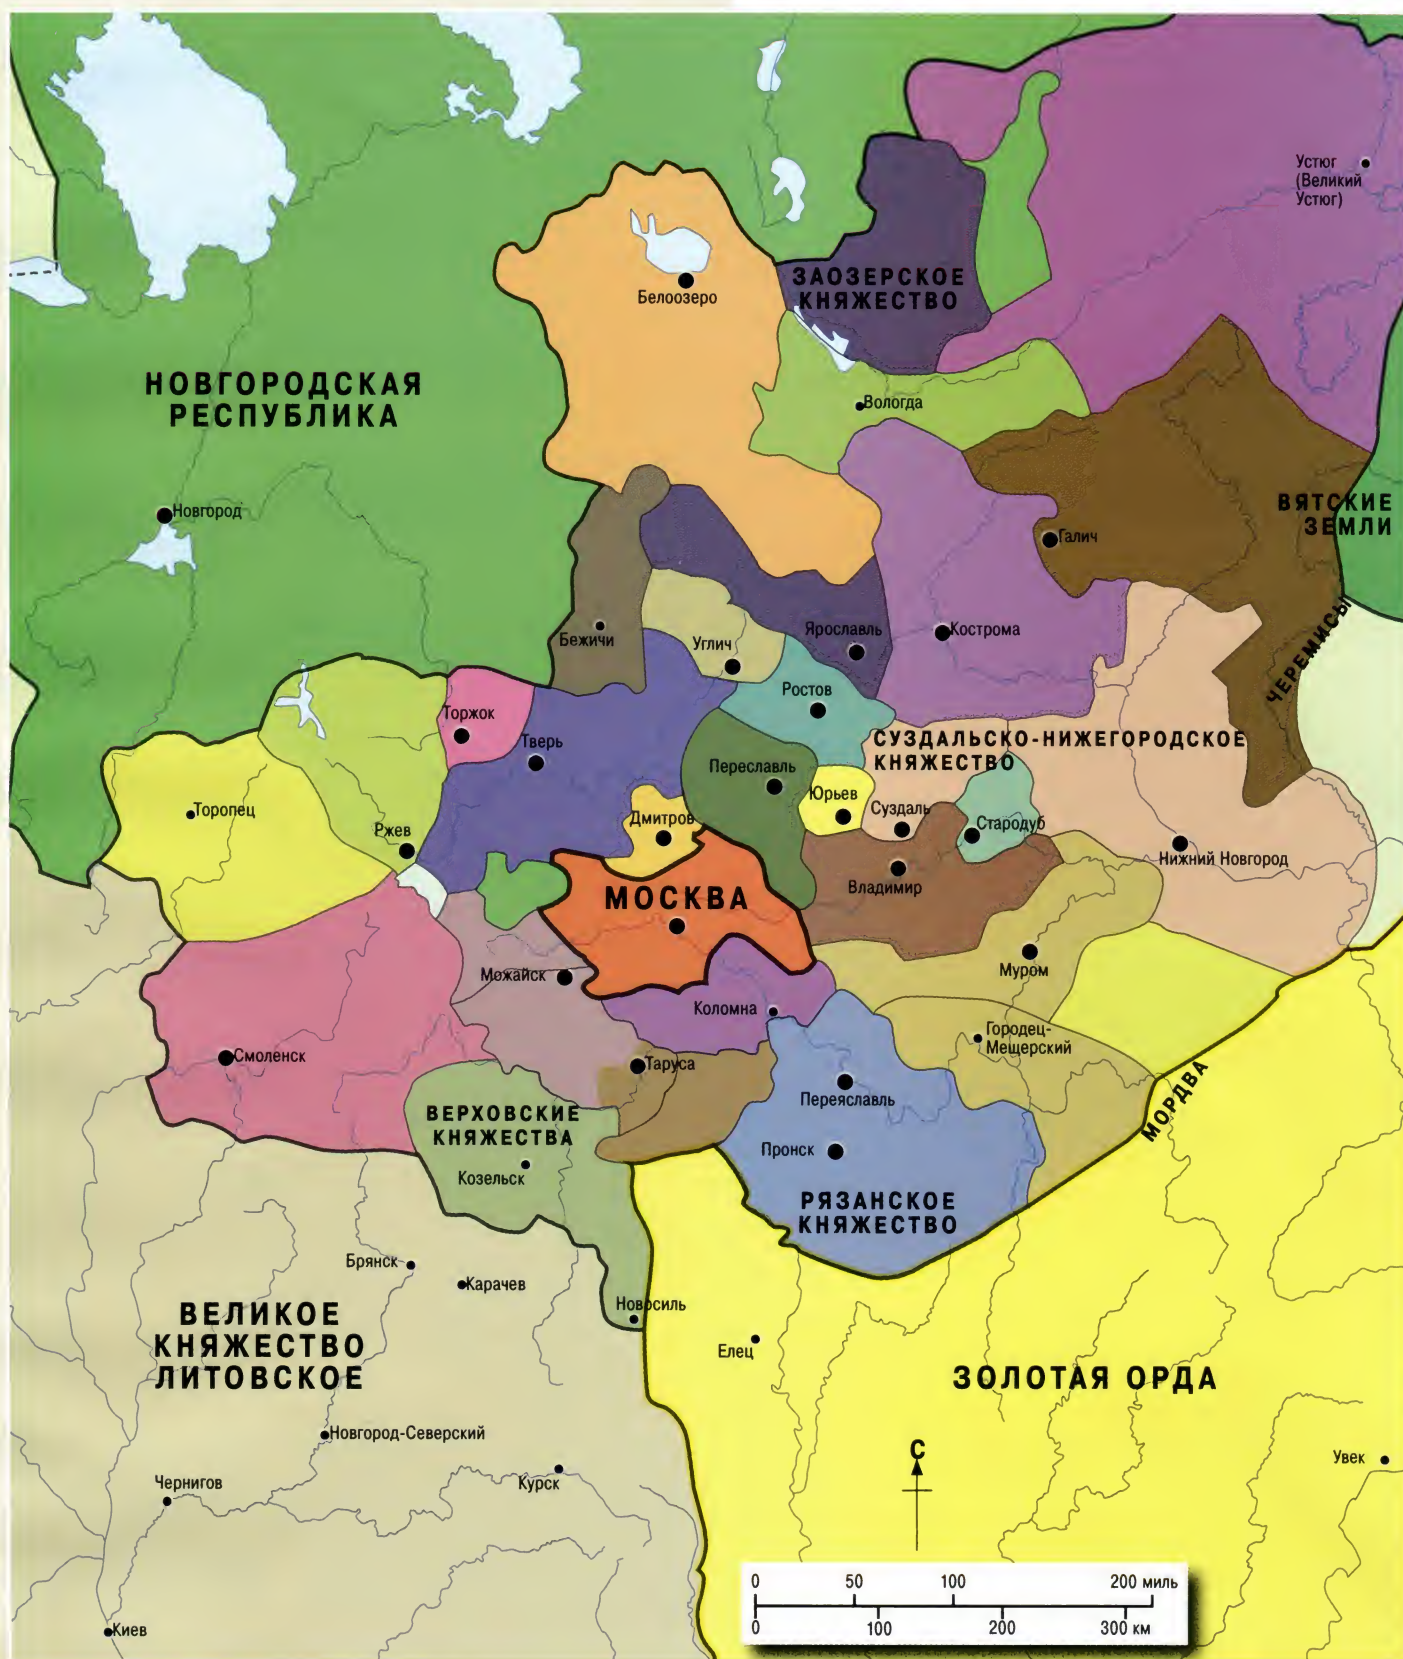 Устюг
(Великий
Устюг)
ЗАОЗЕРСКОЕ
КНЯЖЕСТВО
Белоозеро
НОВГОРОДСКАЯ
РЕСПУБЛИКА
Вологда
Новгород
ВЯТСКИЕ
ЗЕМЛИ
Галич
ЧЕРЕМИСЫ
Бежичи
Углич
Ярославль
Кострома
Ростов
Торжок
Тверь
СУЗДАЛЬСКО-НИЖЕГОРОДСКОЕ
КНЯЖЕСТВО
Переславль
Юрьев
Суздаль
Стародуб
Торопец
Ржев
Дмитров
Нижний Новгород
Владимир
МОСКВА
Можайск
Муром
Коломна
Городец-
Мещерский
Смоленск
Таруса
Переяславль
МОРДВА
ВЕРХОВСКИЕ
КНЯЖЕСТВА
Козельск
Пронск
РЯЗАНСКОЕ
КНЯЖЕСТВО
Брянск
Карачев
Новосиль
ВЕЛИКОЕ
КНЯЖЕСТВО
ЛИТОВСКОЕ
Елец
ЗОЛОТАЯ ОРДА
Новгород-Северский
С
Увек
Чернигов
Курск
0 50 100 200 миль
0 100 200 300 км
Киев